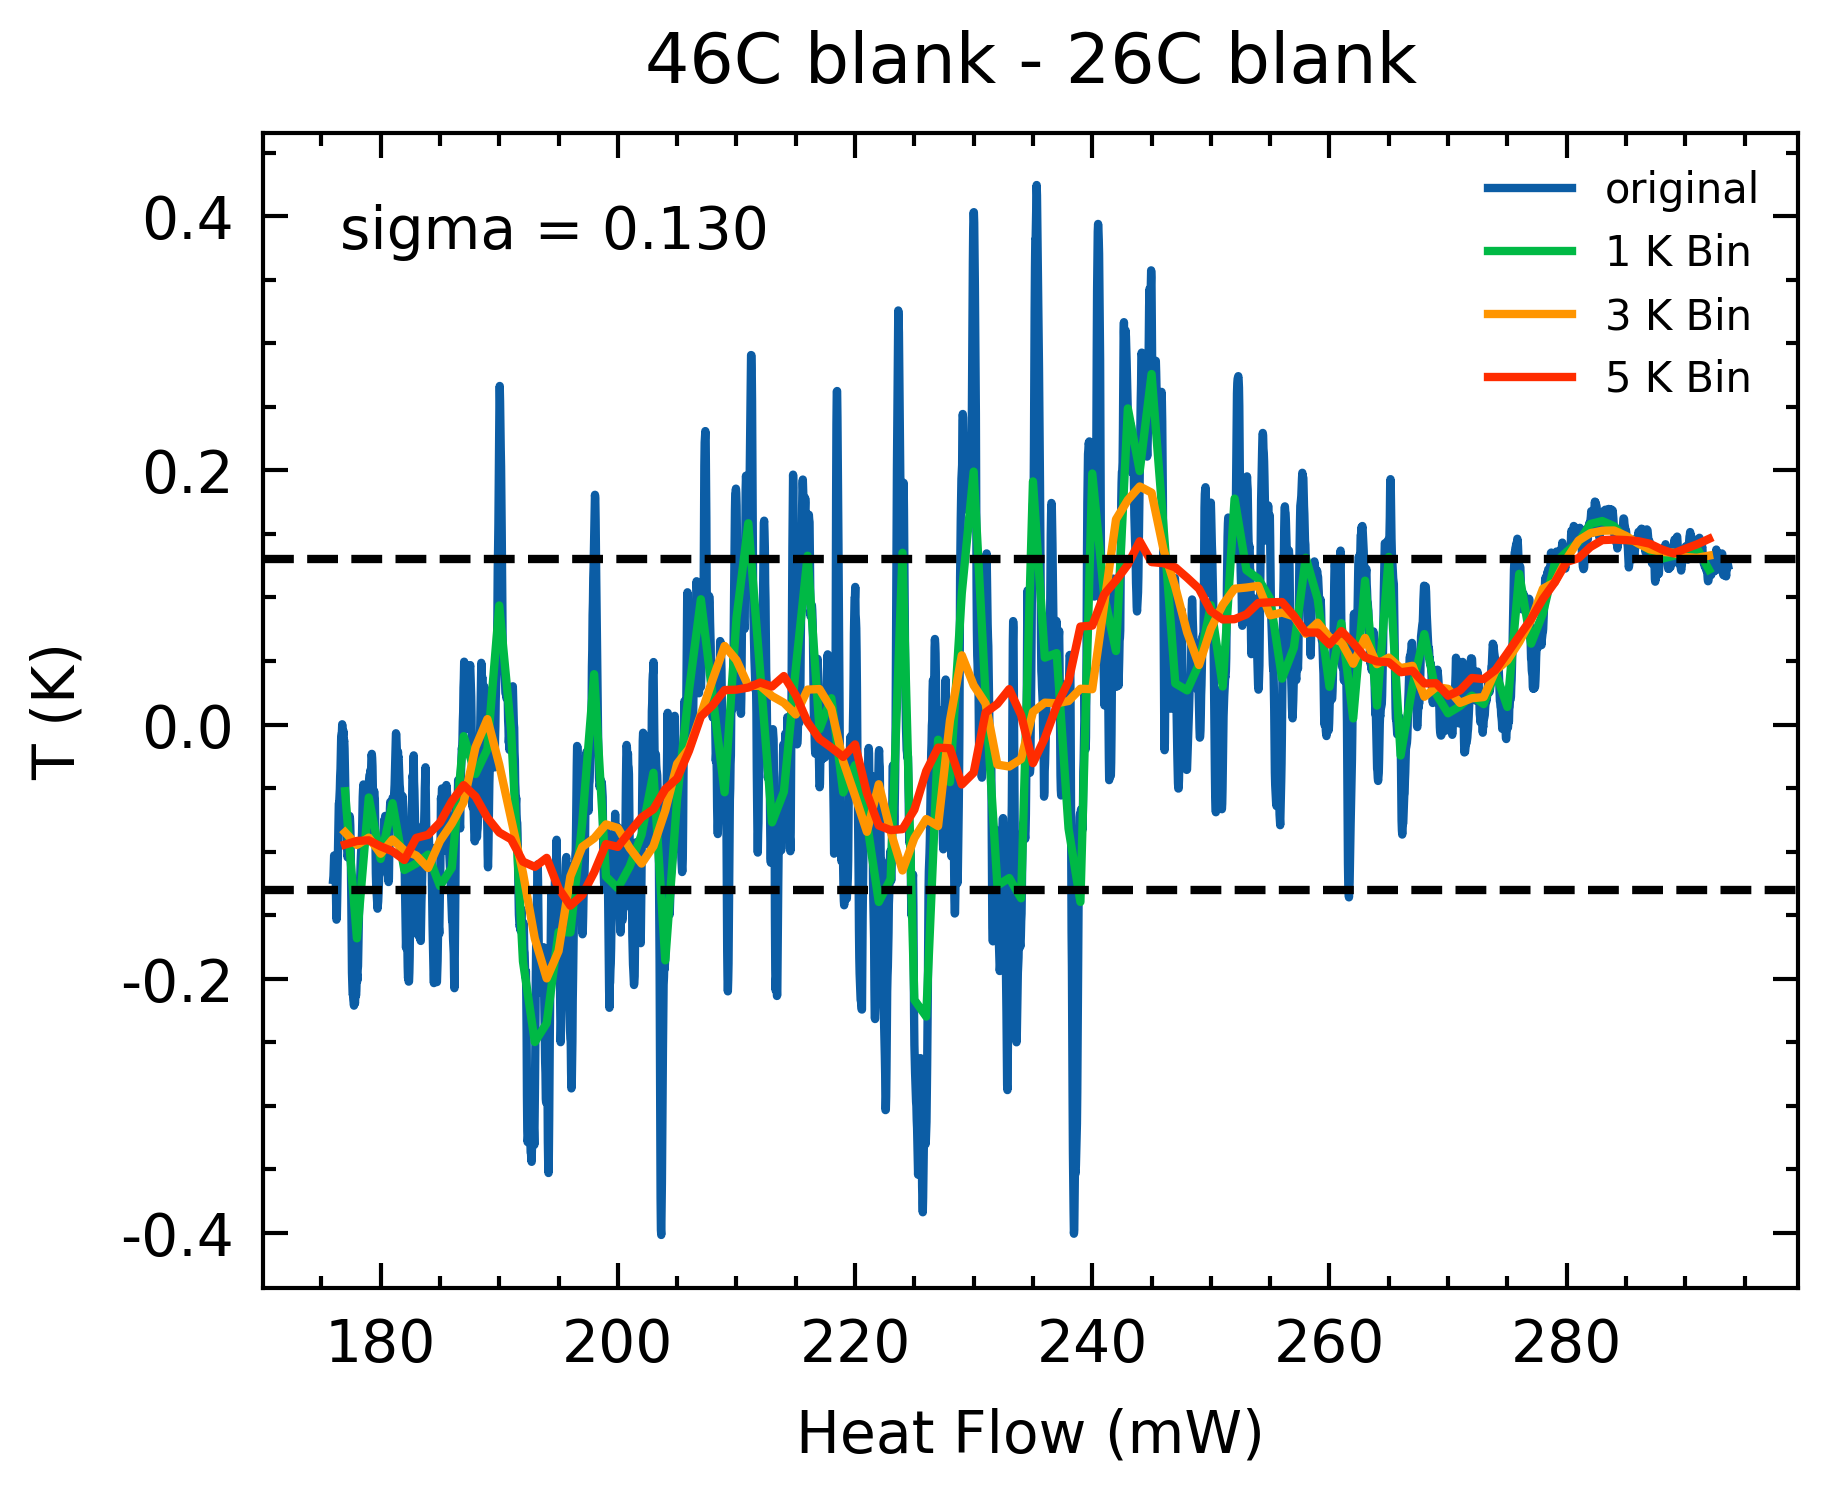 46C blank - 26C blank
sigma = 0.130
original
1 K Bin
3 K Bin
5 K Bin
0.4
0.2
0.0
-0.2
-0.4
T (K)
180 200 220 240 260 280
Heat Flow (mW)